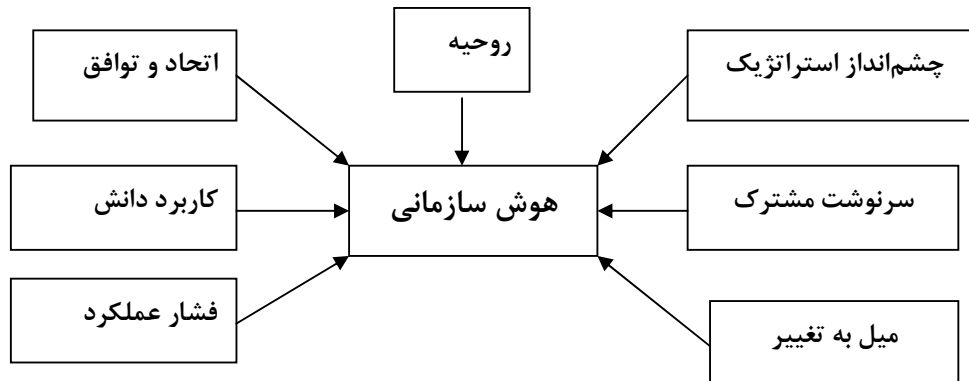 روحیه
چشم‌انداز استراتژیک
اتحاد و توافق
هوش سازمانی
سرنوشت مشترک
کاربرد دانش
میل به تغییر
فشار عملکرد